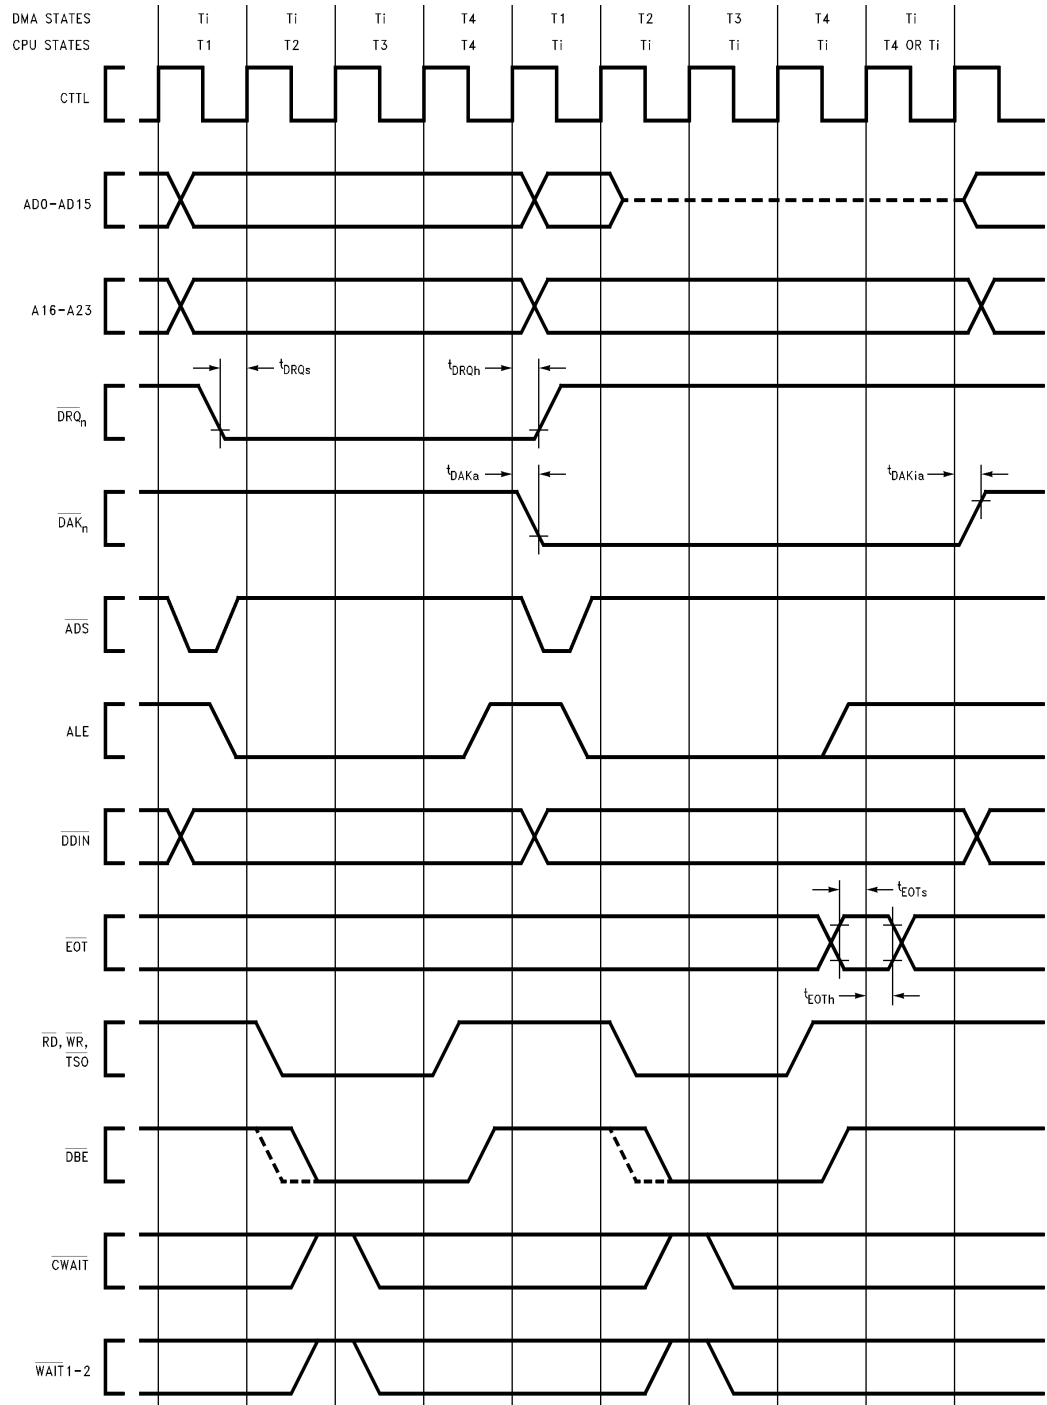 DMA STATES Ti Ti Ti T4 T1 T2 T3 T4 Ti
CPU STATES T1 T2 T3 T4 Ti Ti Ti Ti T4 OR Ti
CTTL
AD0-AD15
A16-A23
tDRQs tDRQh
DRQn
tDAKa tDAKia
DAKn
ADS
ALE
DDIN
tEOTs
EOT
tEOTh
RD, WR,
TSO
DBE
CWAIT
WAIT1-2